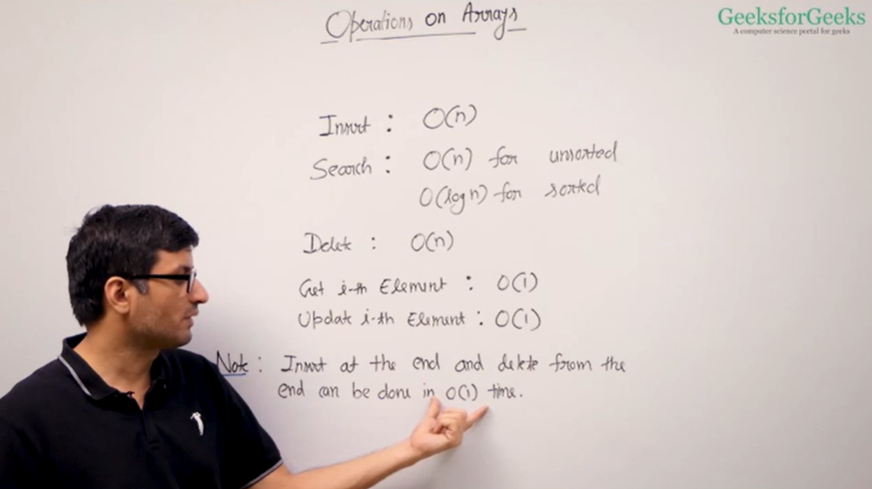 Operations on Arrays
GeeksforGeeks
A computer science portal for geeks
Insert : O(n)
Search : O(n) for unsorted
O(log n) for sorted
Delete : O(n)
Get i-th Element : O(1)
Update i-th Element : O(1)
Note : Insert at the end and delete from the
end can be done in O(1) time.